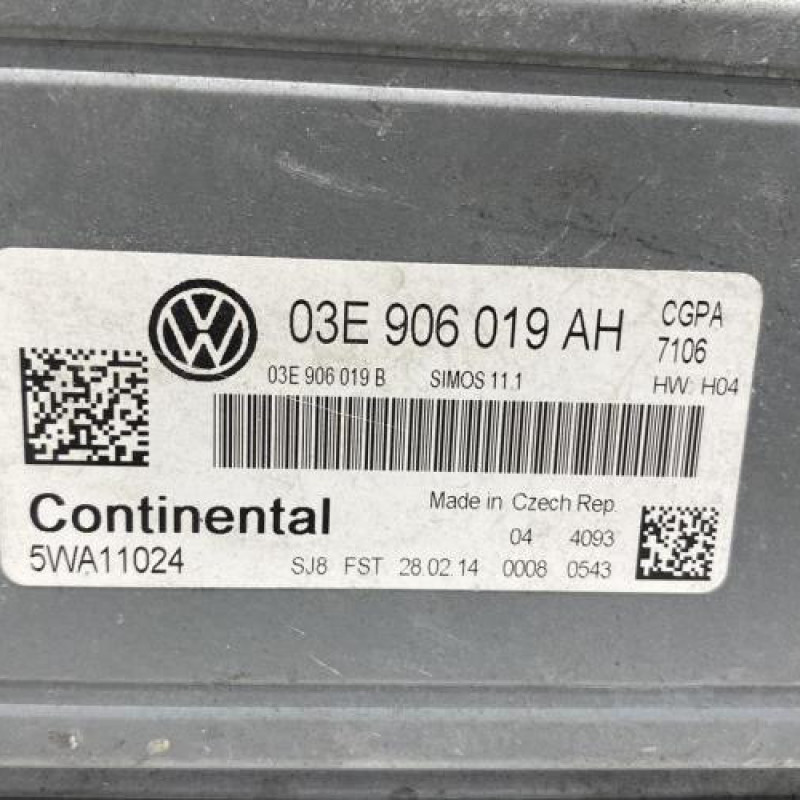 03E 906 019 AH CGPA
7106
03E 906 019 B SIMOS 11.1 HW: H04
Continental Made in Czech Rep.
04 4093
5WA11024 SJ8 FST 28.02.14 0008 0543